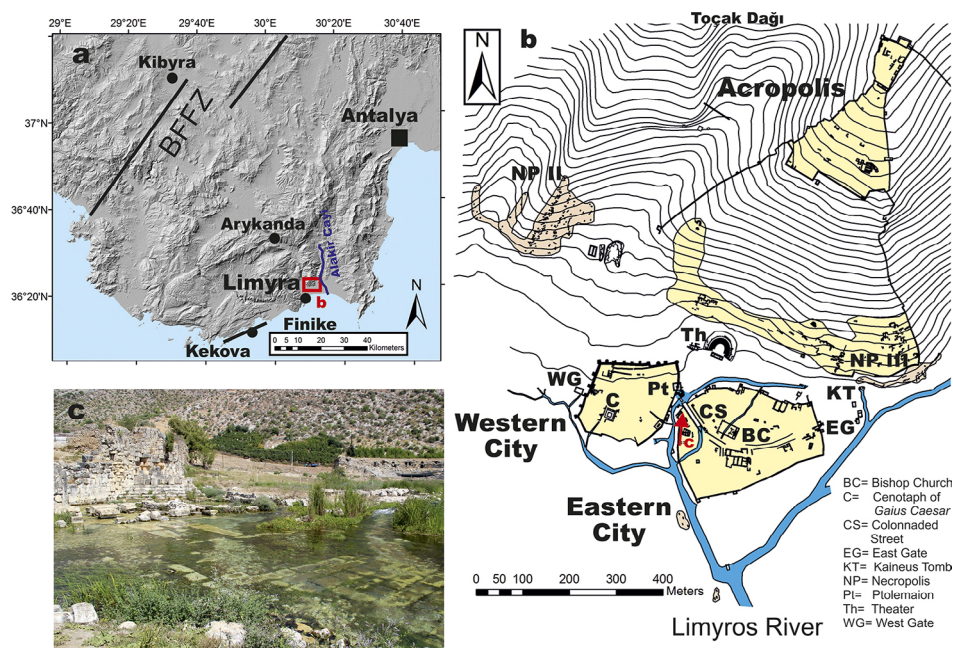 29°E
29°20'
29°40'
30°E
30°20'
30°40'
a
Kibyra
BFFZ
Antalya
37°N
36°40'
Arykanda
Alakır Çayı
Limyra
b
36°20'
Finike
N
0 5 10 20 30 40
Kilometers
Kekova
c
Toçak Dağı
N
b
Acropolis
NP II
Th
NP III
WG
C
Pt
CS
BC
KT
EG
c
Western
City
Eastern
City
0 50 100 200 300 400
Meters
Limyros River
BC= Bishop Church
C= Cenotaph of
Gaius Caesar
CS= Colonnaded
Street
EG= East Gate
KT= Kaineus Tomb
NP= Necropolis
Pt= Ptolemaion
Th= Theater
WG= West Gate